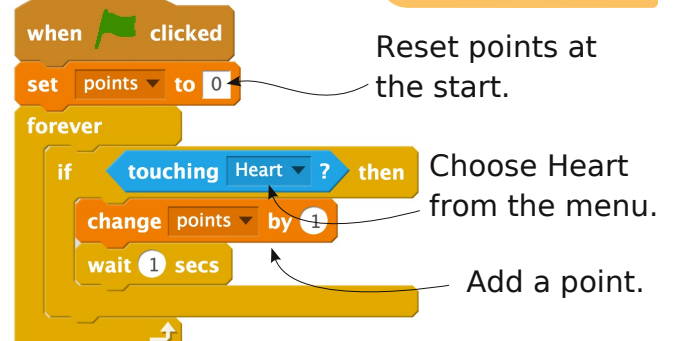 when clicked
set points to 0
Reset points at
the start.
forever
if touching Heart ? then
Choose Heart
from the menu.
change points by 1
wait 1 secs
Add a point.